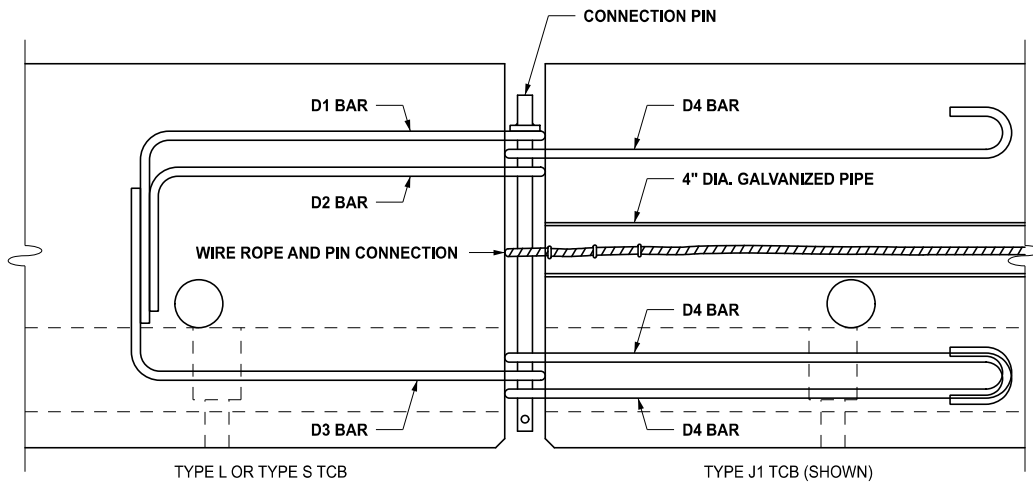 CONNECTION PIN
D1 BAR
D4 BAR
4" DIA. GALVANIZED PIPE
D2 BAR
WIRE ROPE AND PIN CONNECTION
D4 BAR
D3 BAR
D4 BAR
TYPE L OR TYPE S TCB
TYPE J1 TCB (SHOWN)